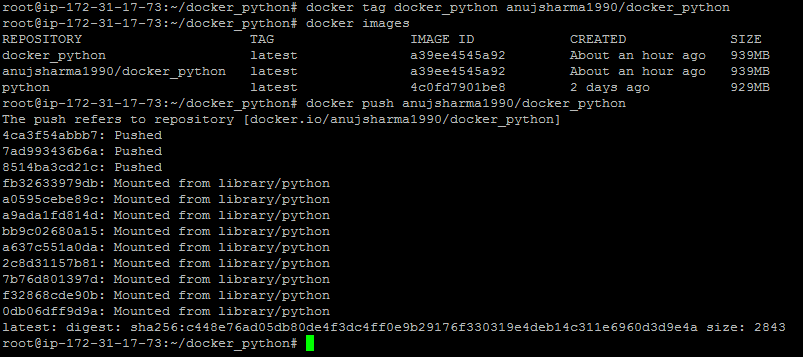 root@ip-172-31-17-73:~/docker_python# docker tag docker_python anujsharma1990/docker_python
root@ip-172-31-17-73:~/docker_python# docker images
REPOSITORY TAG IMAGE ID CREATED SIZE
docker_python latest a39ee4545a92 About an hour ago 939MB
anujsharma1990/docker_python latest a39ee4545a92 About an hour ago 939MB
python latest 4c0fd7901be8 2 days ago 929MB
root@ip-172-31-17-73:~/docker_python# docker push anujsharma1990/docker_python
The push refers to repository [docker.io/anujsharma1990/docker_python]
4ca3f54abbb7: Pushed
7ad993436b6a: Pushed
8514ba3cd21c: Pushed
fb32633979db: Mounted from library/python
a0595cebe89c: Mounted from library/python
a9ada1fd814d: Mounted from library/python
bb9c02680a15: Mounted from library/python
a637c551a0da: Mounted from library/python
2c8d31157b81: Mounted from library/python
7b76d801397d: Mounted from library/python
f32868cde90b: Mounted from library/python
0db06dff9d9a: Mounted from library/python
latest: digest: sha256:c448e76ad05db80de4f3dc4ff0e9b29176f330319e4deb14c311e6960d3d9e4a size: 2843
root@ip-172-31-17-73:~/docker_python#